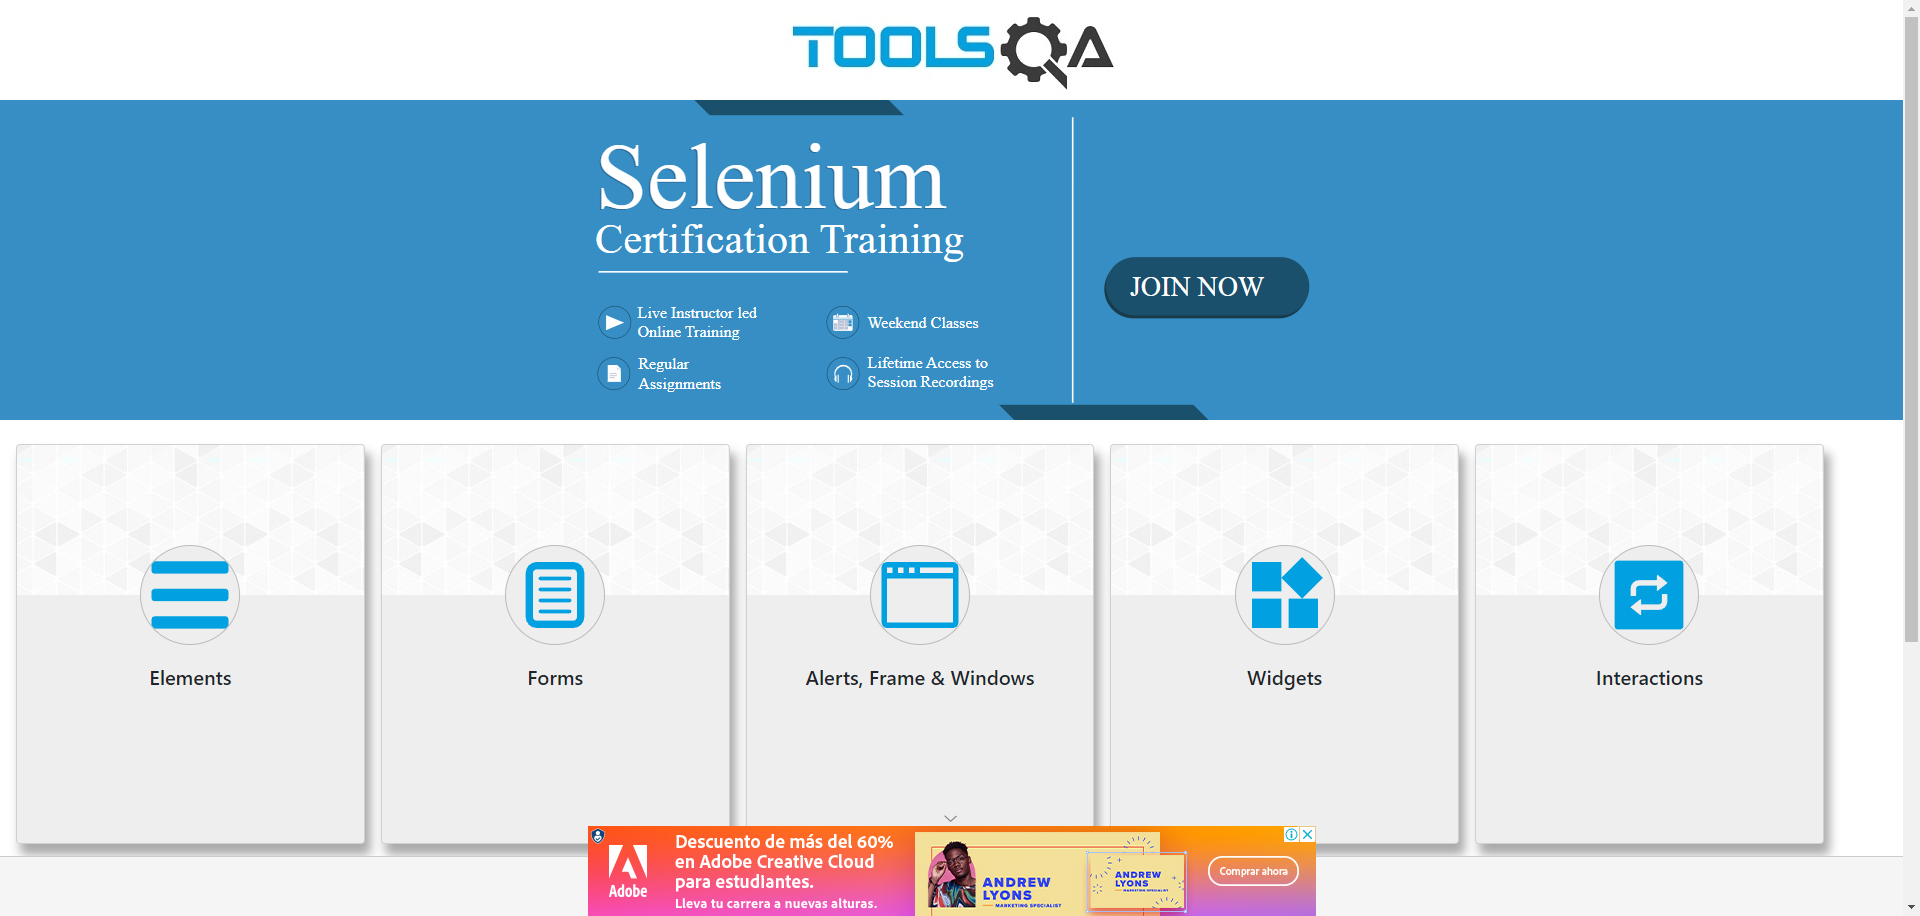 TOOLSQA
Selenium
Certification Training
JOIN NOW
Live Instructor led
Online Training
Weekend Classes
Regular
Assignments
Lifetime Access to
Session Recordings
Elements
Forms
Alerts, Frame & Windows
Widgets
Interactions
Adobe
Descuento de más del 60%
en Adobe Creative Cloud
para estudiantes.
Lleva tu carrera a nuevas alturas.
ANDREW
LYONS
MARKETING SPECIALIST
ANDREW
LYONS
MARKETING SPECIALIST
Comprar ahora